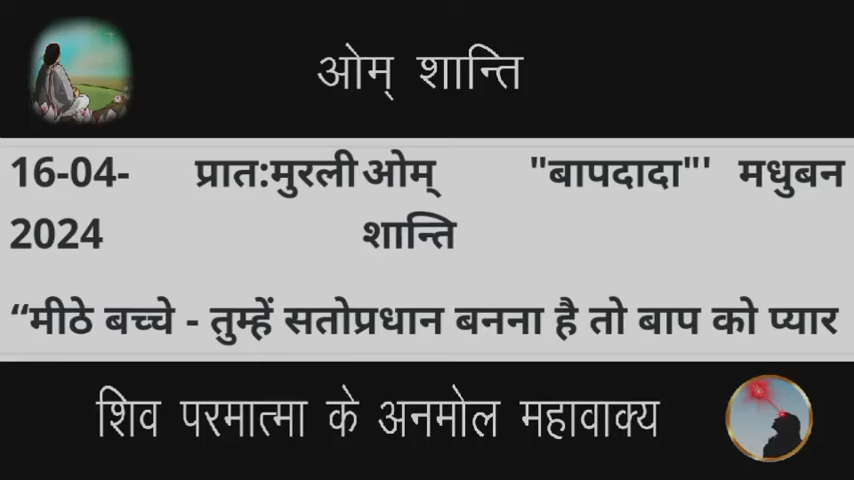 ओम् शान्ति
16-04- प्रात:मुरली ओम् "बापदादा"' मधुबन
2024 शान्ति
“मीठे बच्चे - तुम्हें सतोप्रधान बनना है तो बाप को प्यार
शिव परमात्मा के अनमोल महावाक्य